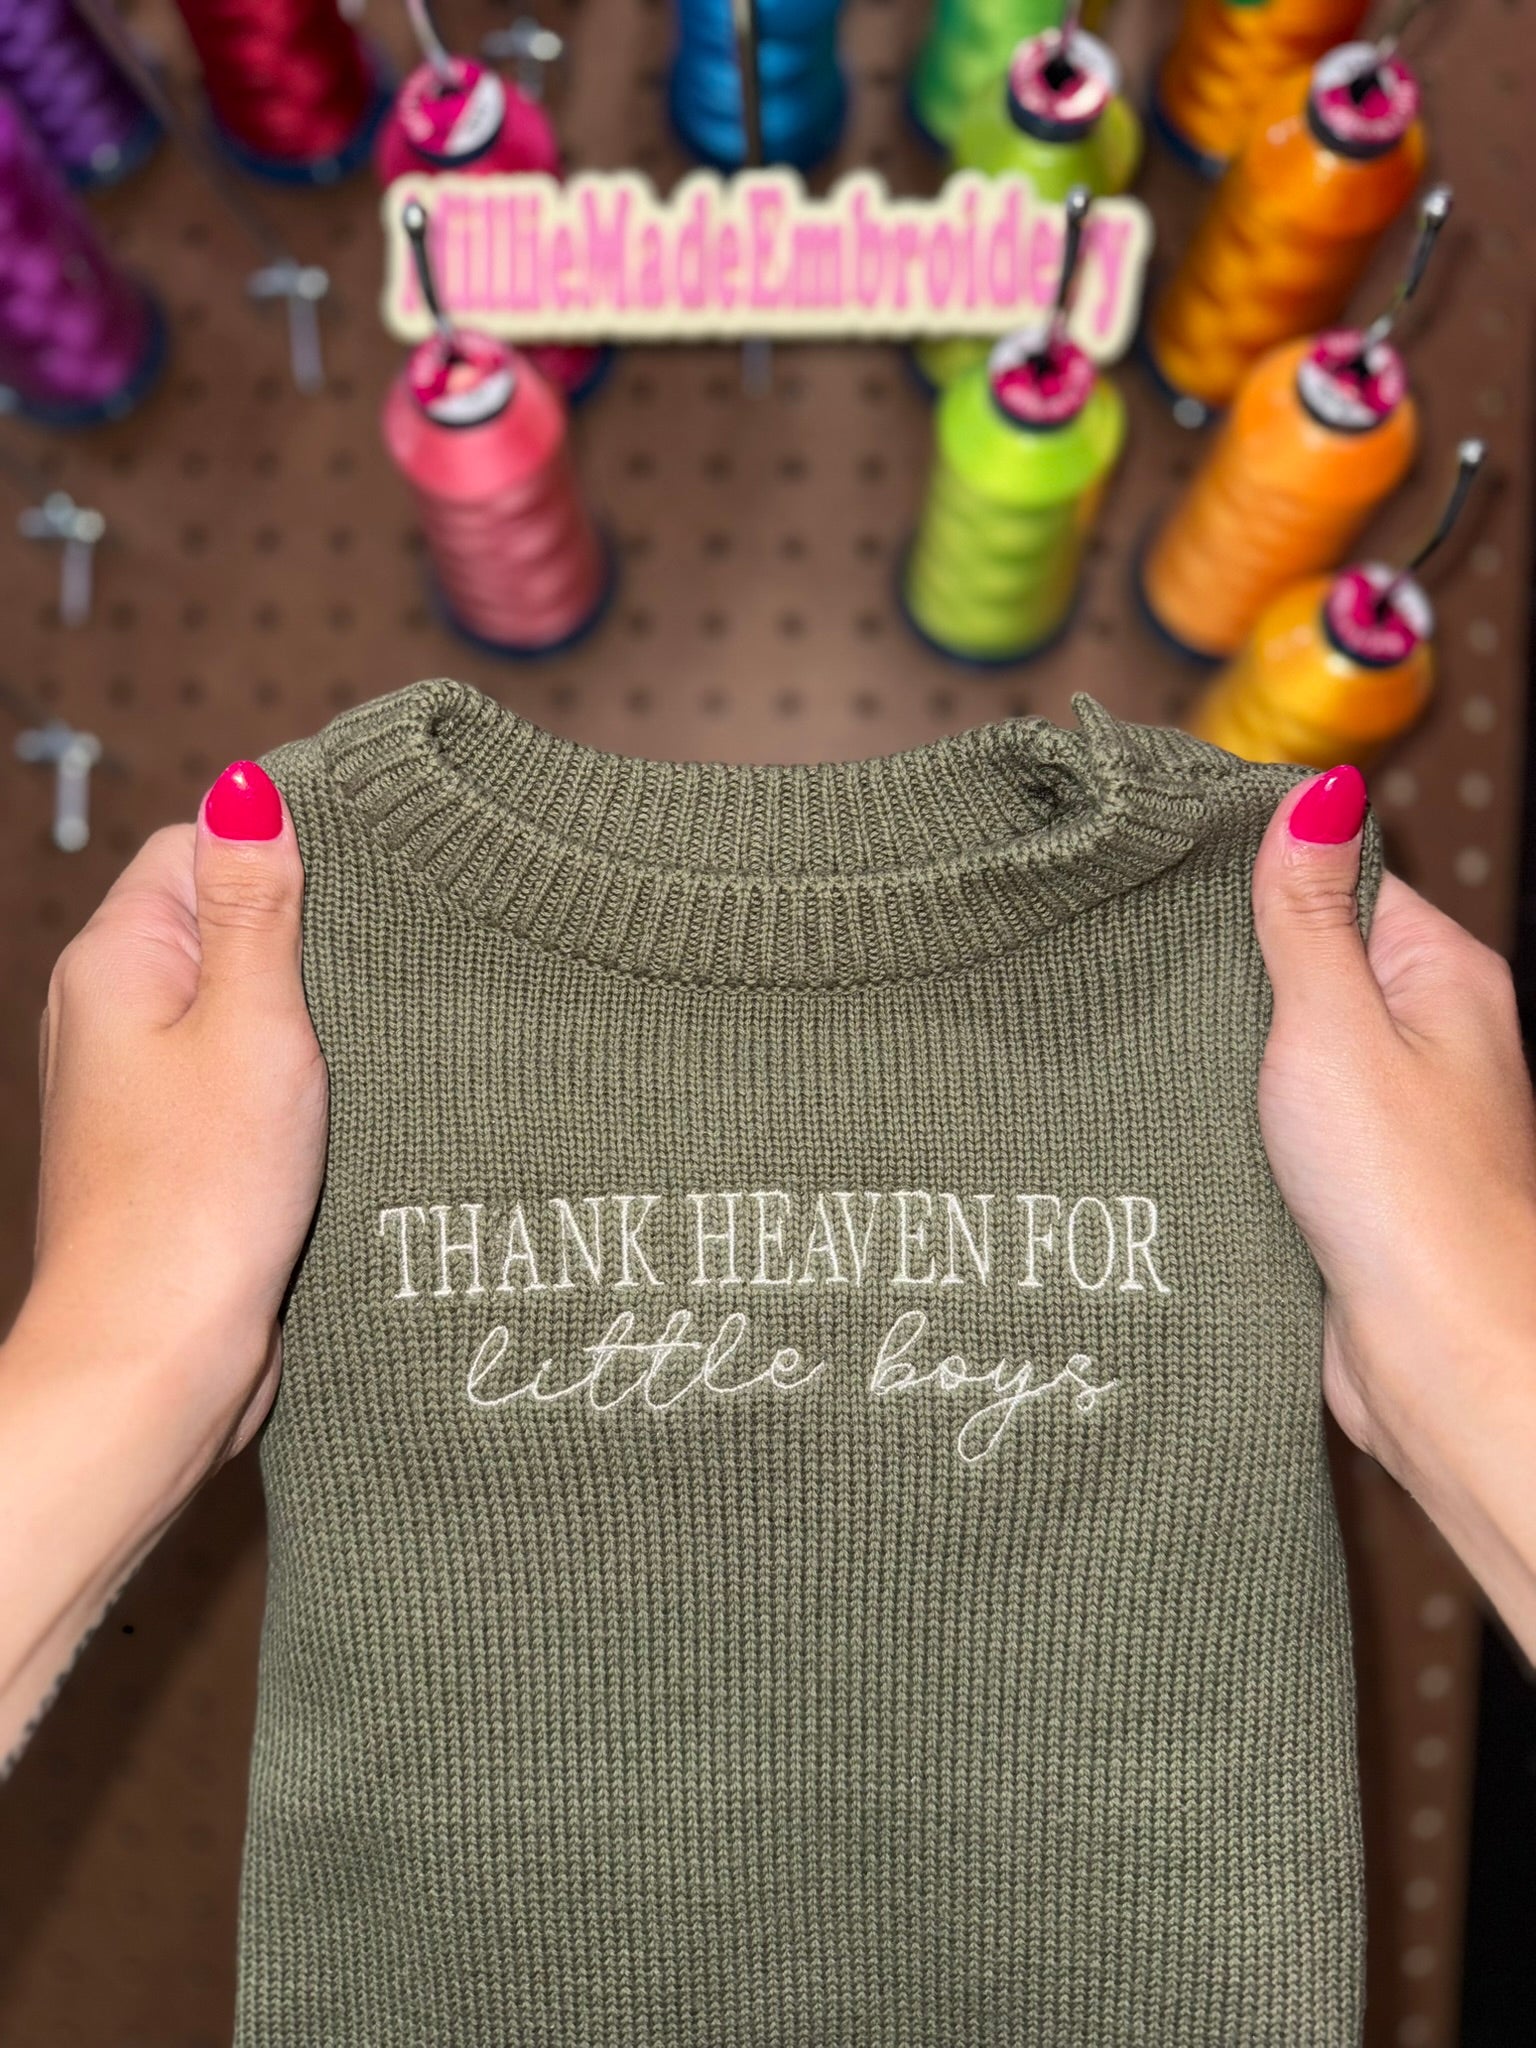 MillieMadeEmbroidery
THANK HEAVEN FOR
little boys